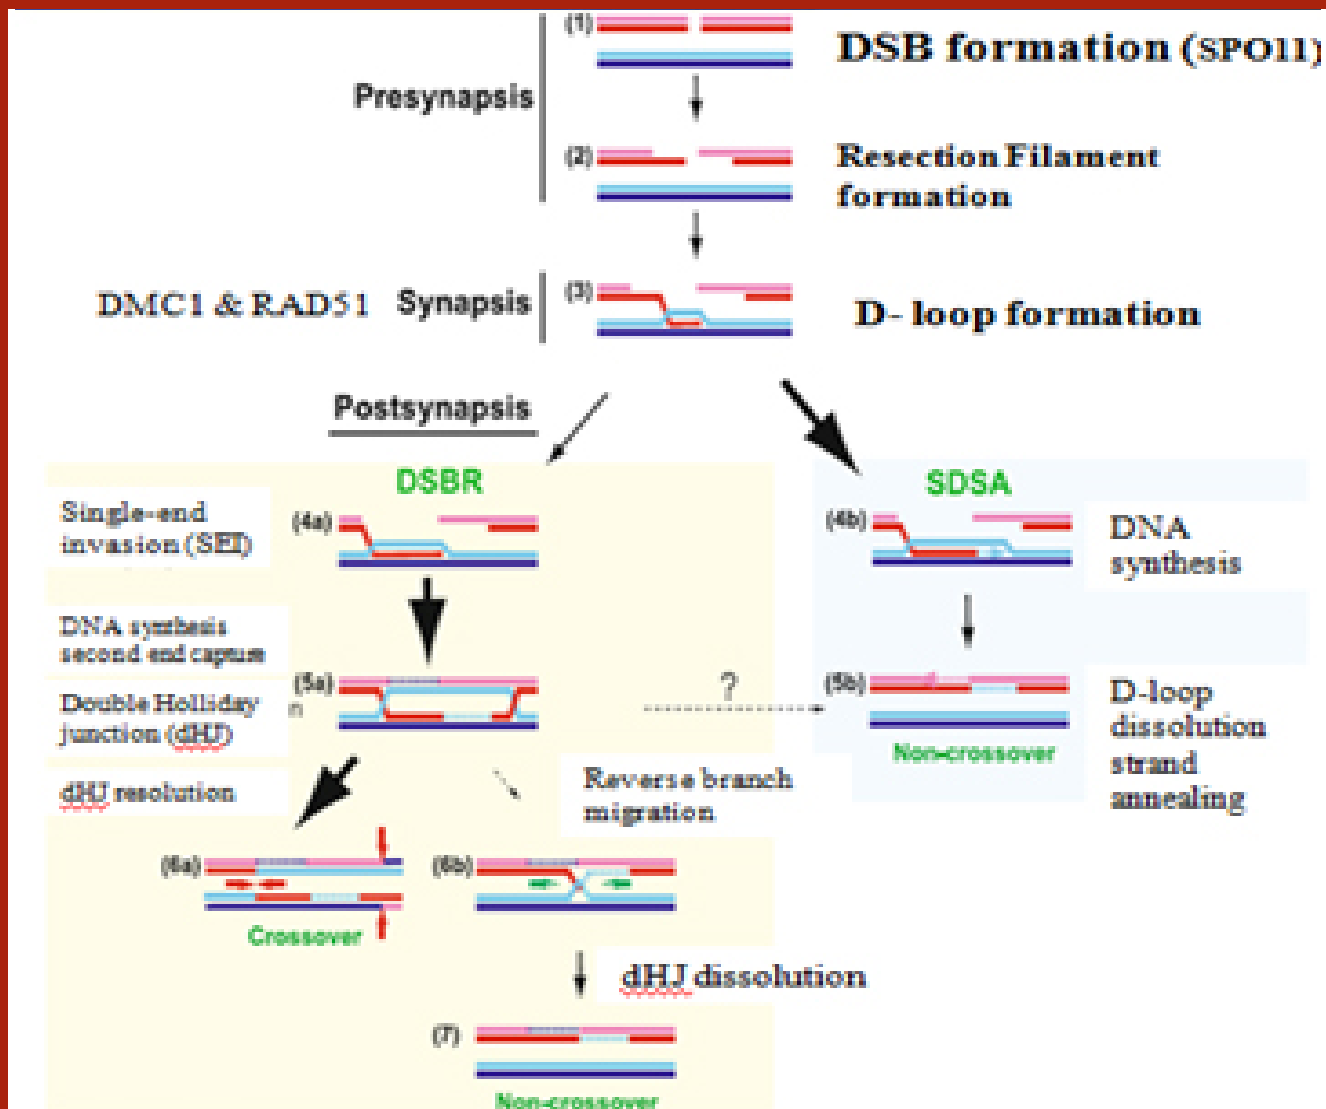 (1)
DSB formation (SPO11)
Presynapsis
(2)
Resection Filament
formation
DMC1 & RAD51
Synapsis
(3)
D- loop formation
Postsynapsis
DSBR
SDSA
Single-end
invasion (SEI)
(4a)
(4b)
DNA
synthesis
DNA synthesis
second end capture
(5a)
Double Holliday
junction (dHJ)
n
?
(5b)
D-loop
dissolution
strand
annealing
Non-crossover
dHJ resolution
Reverse branch
migration
(6a)
(6b)
Crossover
dHJ dissolution
(7)
Non-crossover